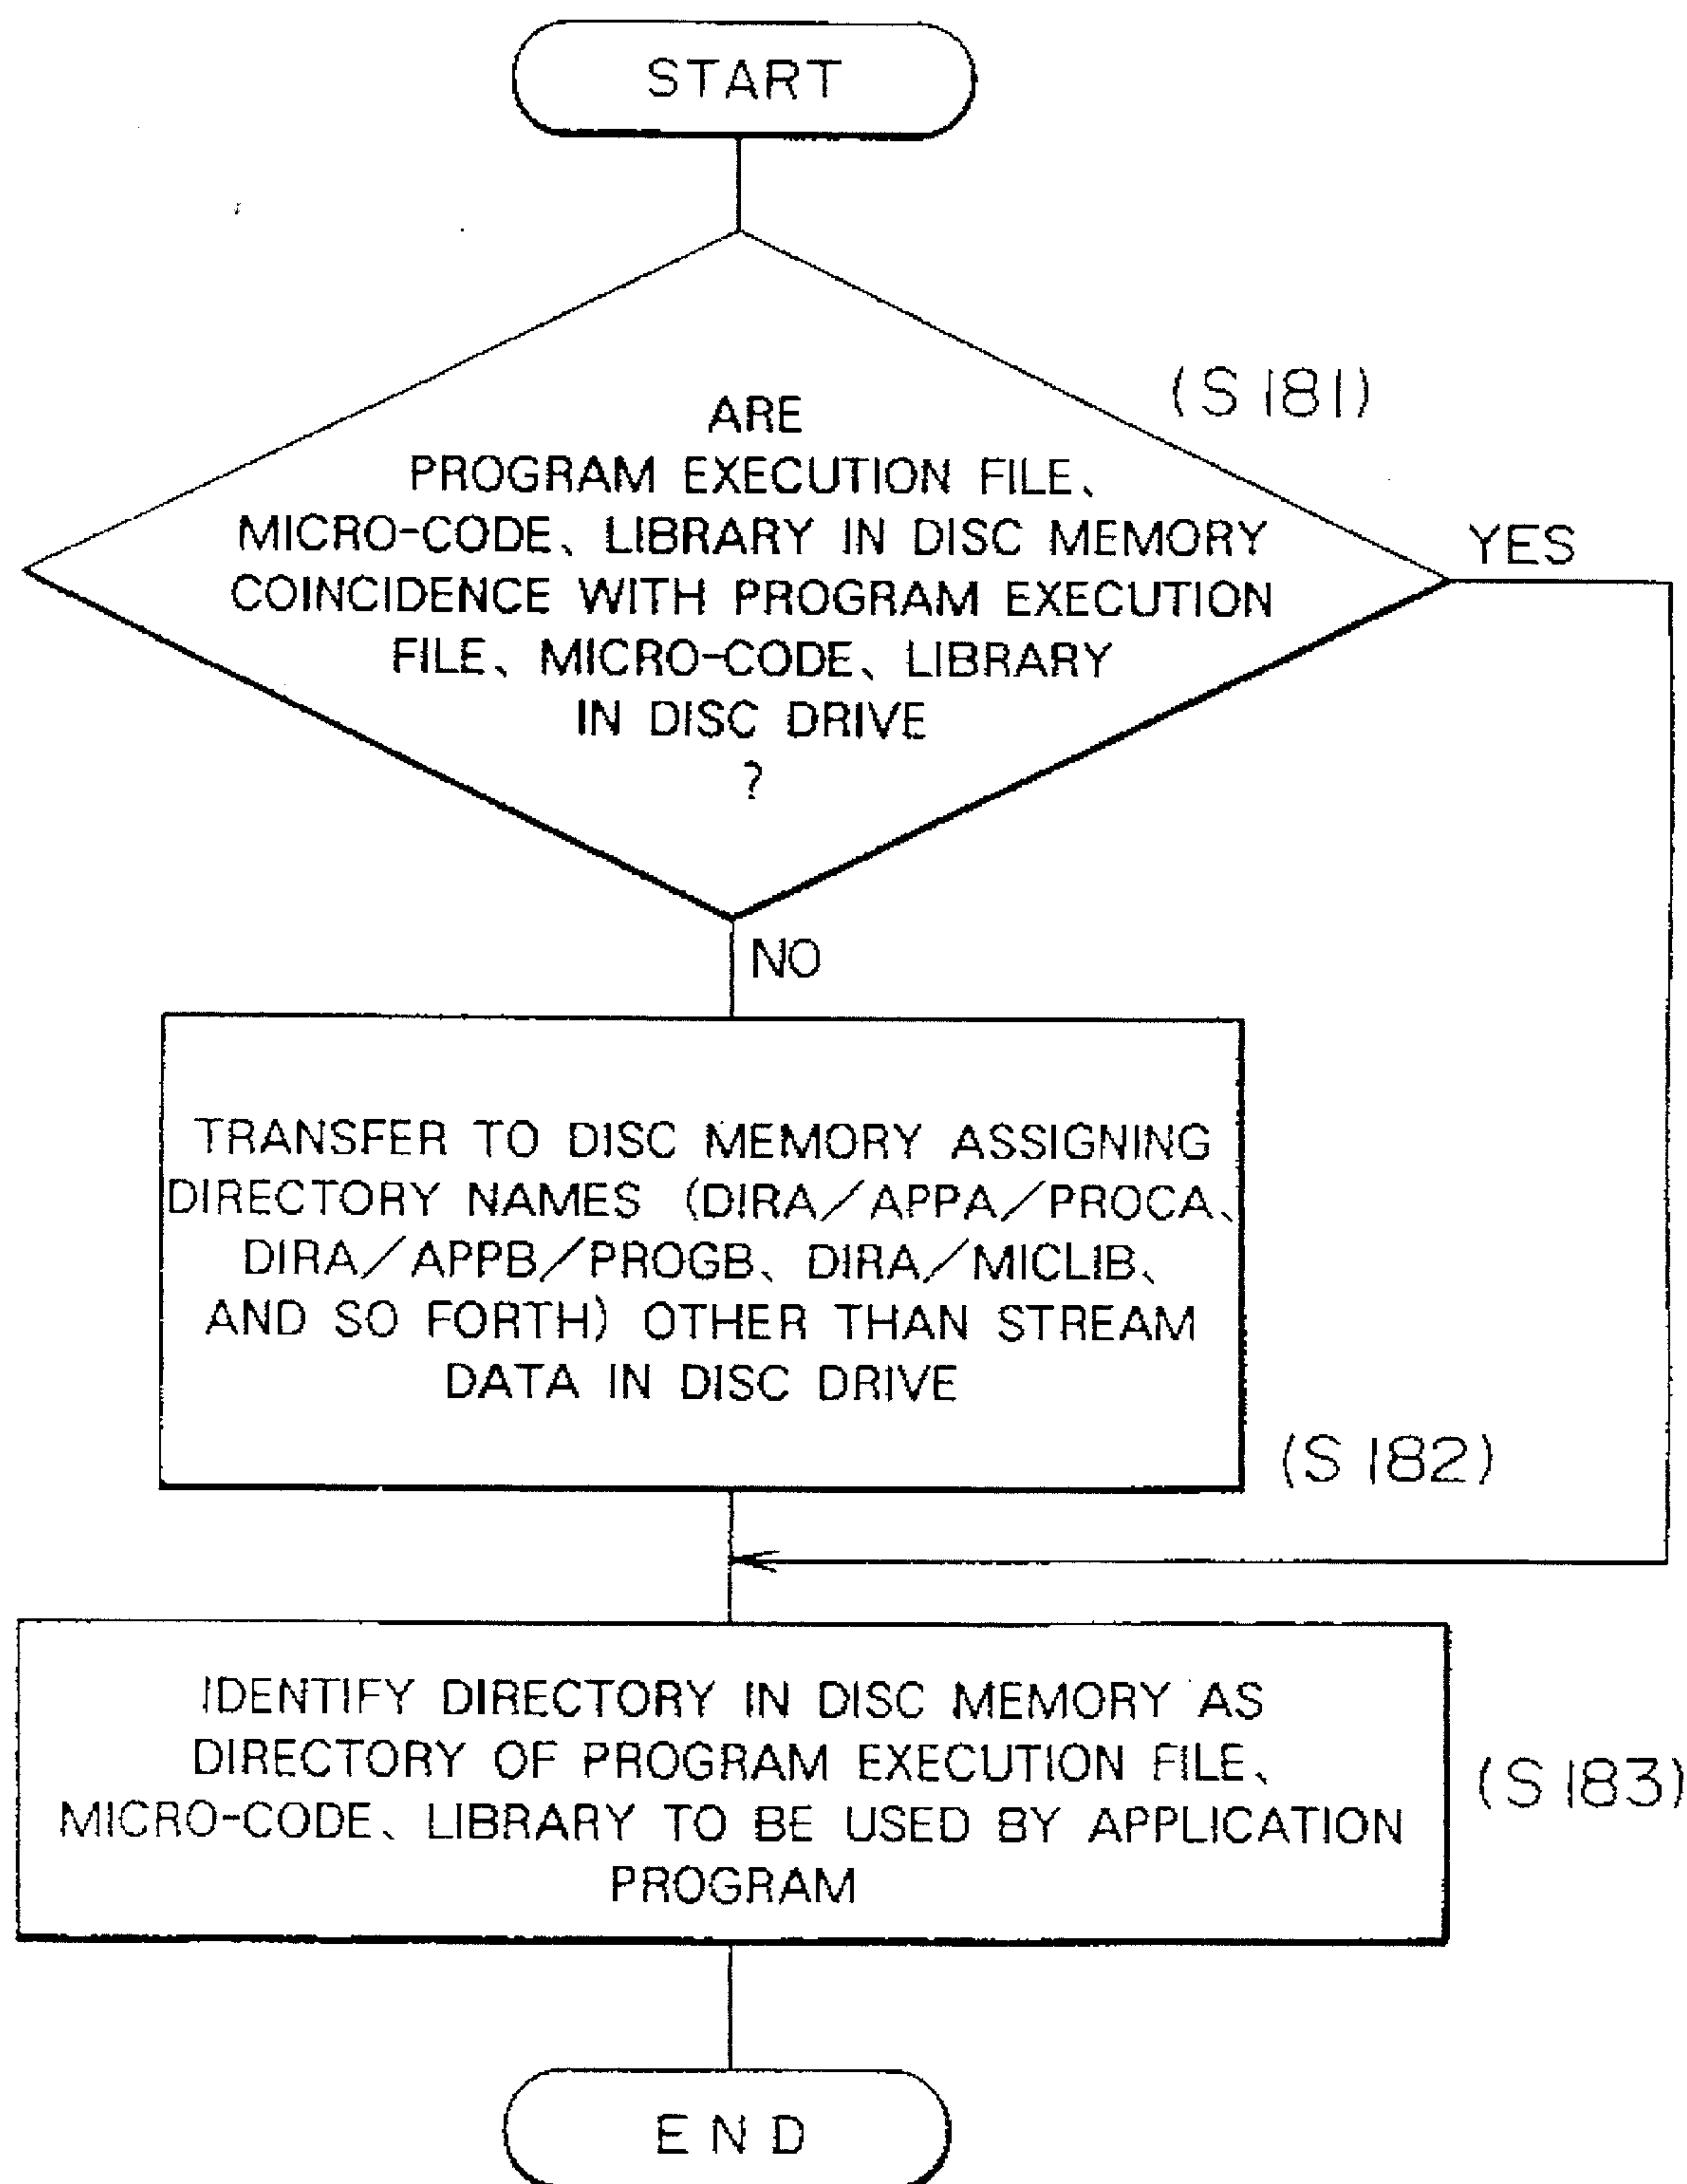 START
(S 181)
ARE
PROGRAM EXECUTION FILE、
MICRO-CODE、LIBRARY IN DISC MEMORY
COINCIDENCE WITH PROGRAM EXECUTION
FILE、MICRO-CODE、LIBRARY
IN DISC DRIVE
?
YES
NO
TRANSFER TO DISC MEMORY ASSIGNING
DIRECTORY NAMES (DIRA/APPA/PROCA、
DIRA/APPB/PROGB、DIRA/MICLIB、
AND SO FORTH) OTHER THAN STREAM
DATA IN DISC DRIVE
(S 182)
IDENTIFY DIRECTORY IN DISC MEMORY AS
DIRECTORY OF PROGRAM EXECUTION FILE、
MICRO-CODE、LIBRARY TO BE USED BY APPLICATION
PROGRAM
(S 183)
END